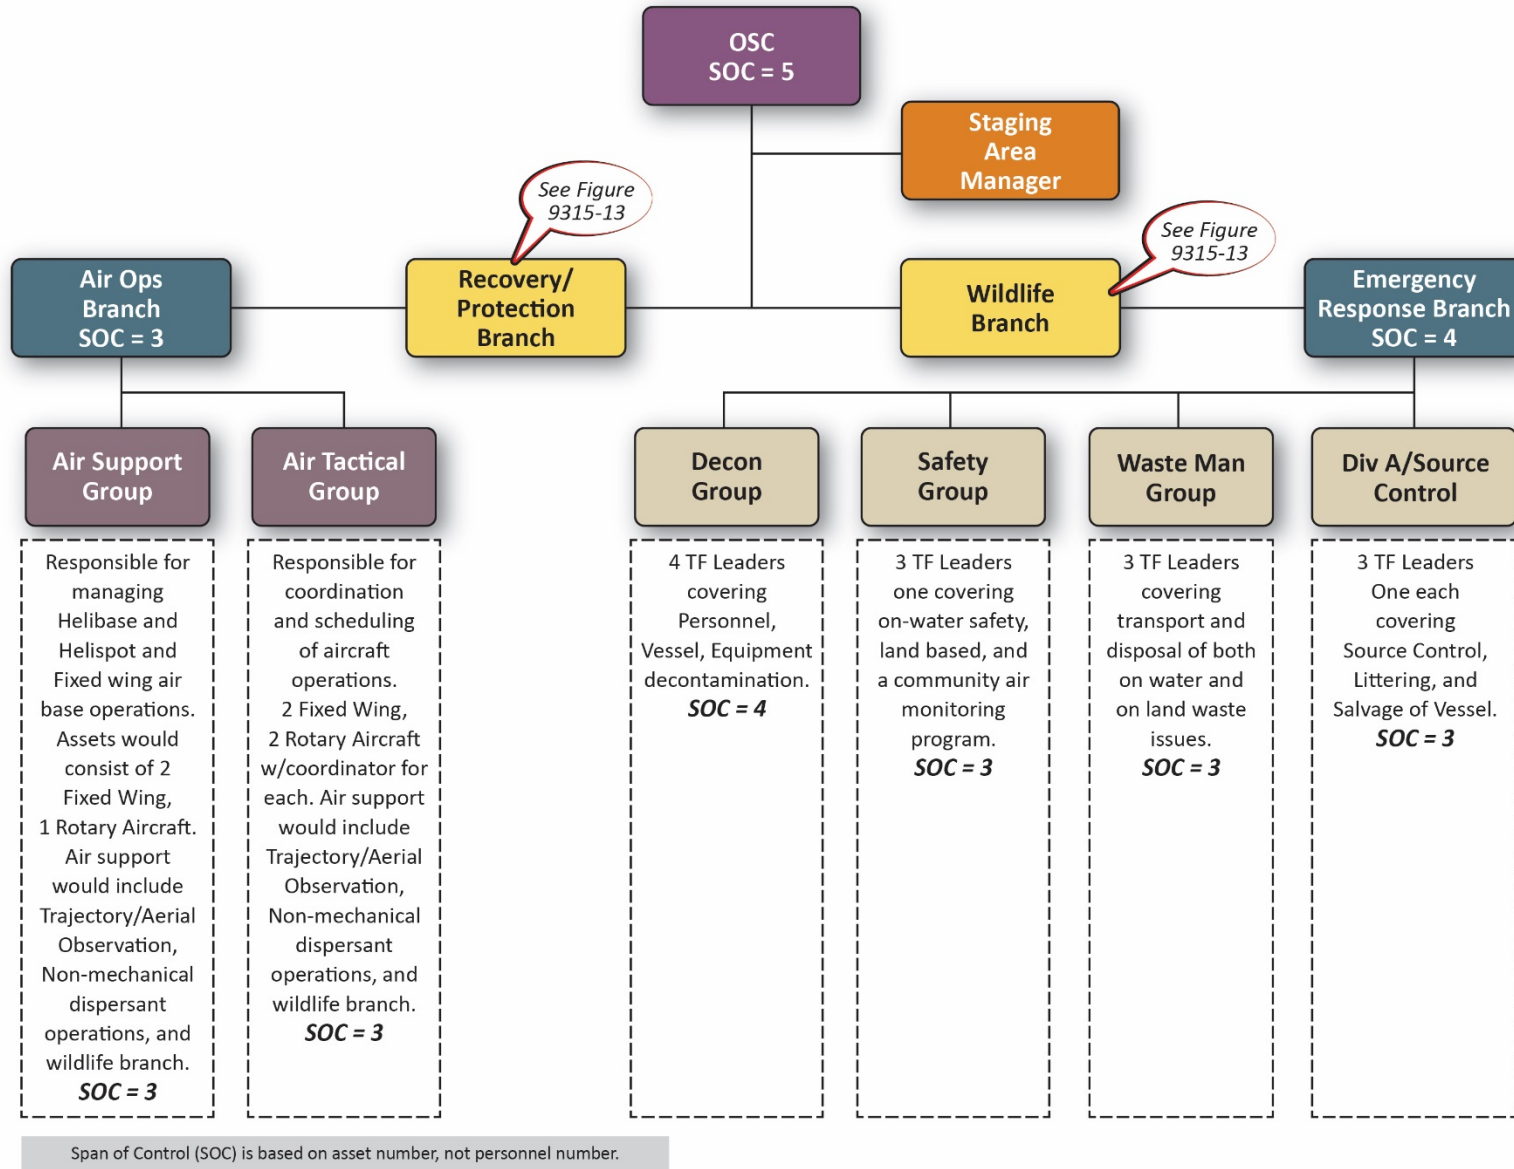 OSC
SOC = 5
Staging
Area
Manager
See Figure
9315-13
See Figure
9315-13
Air Ops
Branch
SOC = 3
Recovery/
Protection
Branch
Wildlife
Branch
Emergency
Response Branch
SOC = 4
Air Support
Group
Air Tactical
Group
Decon
Group
Safety
Group
Waste Man
Group
Div A/Source
Control
Responsible for
managing
Helibase and
Helispot and
Fixed wing air
base operations.
Assets would
consist of 2
Fixed Wing,
1 Rotary Aircraft.
Air support
would include
Trajectory/Aerial
Observation,
Non-mechanical
dispersant
operations, and
wildlife branch.
SOC = 3
Responsible for
coordination
and scheduling
of aircraft
operations.
2 Fixed Wing,
2 Rotary Aircraft
w/coordinator for
each. Air support
would include
Trajectory/Aerial
Observation,
Non-mechanical
dispersant
operations, and
wildlife branch.
SOC = 3
4 TF Leaders
covering
Personnel,
Vessel, Equipment
decontamination.
SOC = 4
3 TF Leaders
one covering
on-water safety,
land based, and
a community air
monitoring
program.
SOC = 3
3 TF Leaders
covering
transport and
disposal of both
on water and
on land waste
issues.
SOC = 3
3 TF Leaders
One each
covering
Source Control,
Littering, and
Salvage of Vessel.
SOC = 3
Span of Control (SOC) is based on asset number, not personnel number.